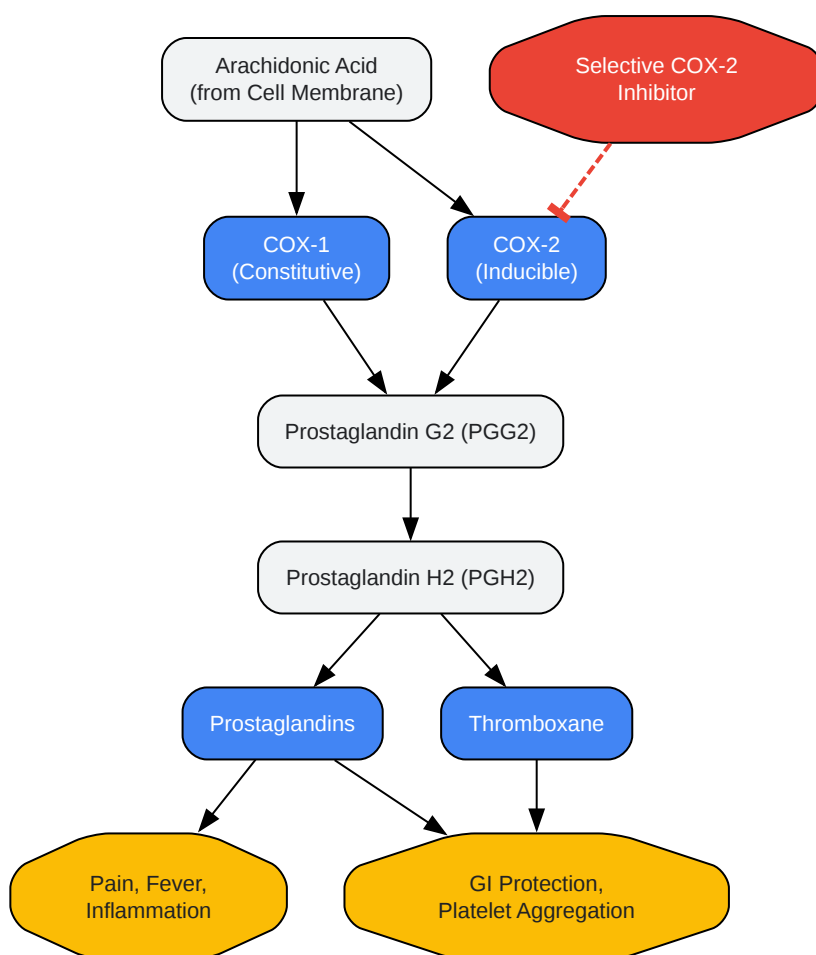 Arachidonic Acid
(from Cell Membrane)
Selective COX-2
Inhibitor
COX-1
(Constitutive)
COX-2
(Inducible)
Prostaglandin G2 (PGG2)
Prostaglandin H2 (PGH2)
Prostaglandins
Thromboxane
Pain, Fever,
Inflammation
GI Protection,
Platelet Aggregation